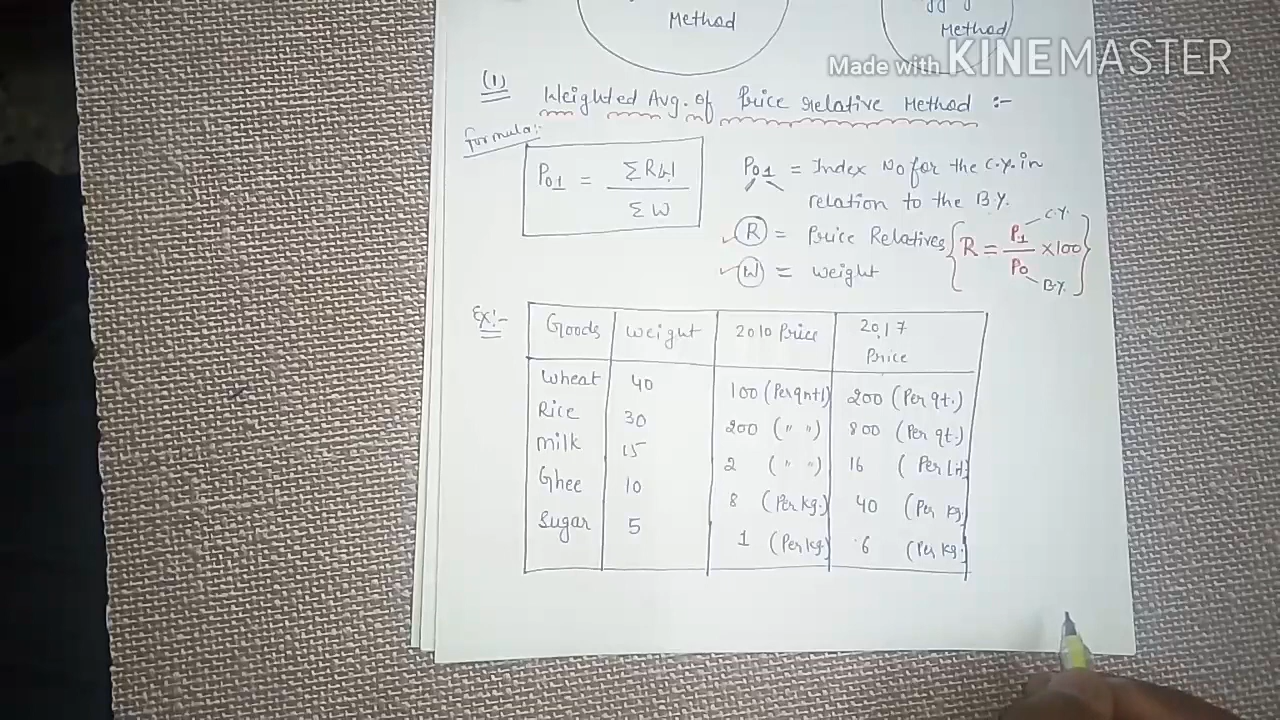 Method
Method
Made with KINEMASTER
(1) Weighted Avg. of Price relative Method :-
formula:-
P01 = ΣRW / ΣW
P01 = Index No for the C.Y. in
relation to the B.Y.
R = Price Relatives { R = P1 / P0 × 100 }
C.Y.
B.Y.
W = weight
Ex:-
Goods Weight 2010 Price 2017 Price
Wheat 40 100 (Per qntl) 200 (Per qt.)
Rice 30 200 (" ") 800 (Per qt.)
milk 15 2 (" ") 16 (Per Lit)
Ghee 10 8 (Per kg.) 40 (Per kg)
Sugar 5 1 (Per kg.) 6 (Per kg.)